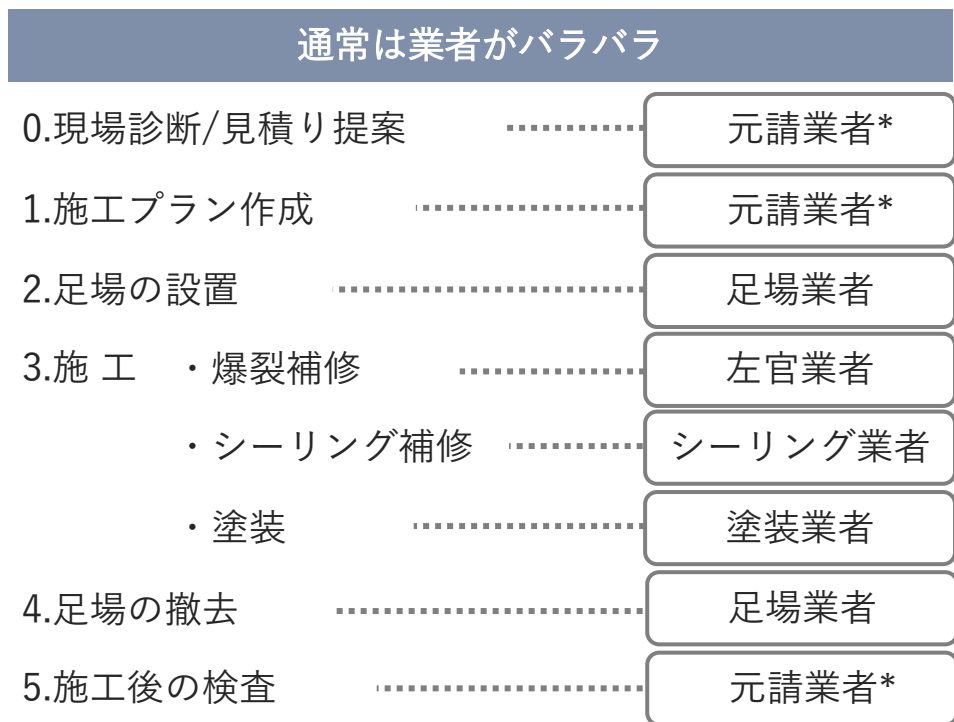 通常は業者がバラバラ
0.現場診断/見積り提案 元請業者*
1.施工プラン作成 元請業者*
2.足場の設置 足場業者
3.施 工 ・爆裂補修 左官業者
・シーリング補修 シーリング業者
・塗装 塗装業者
4.足場の撤去 足場業者
5.施工後の検査 元請業者*